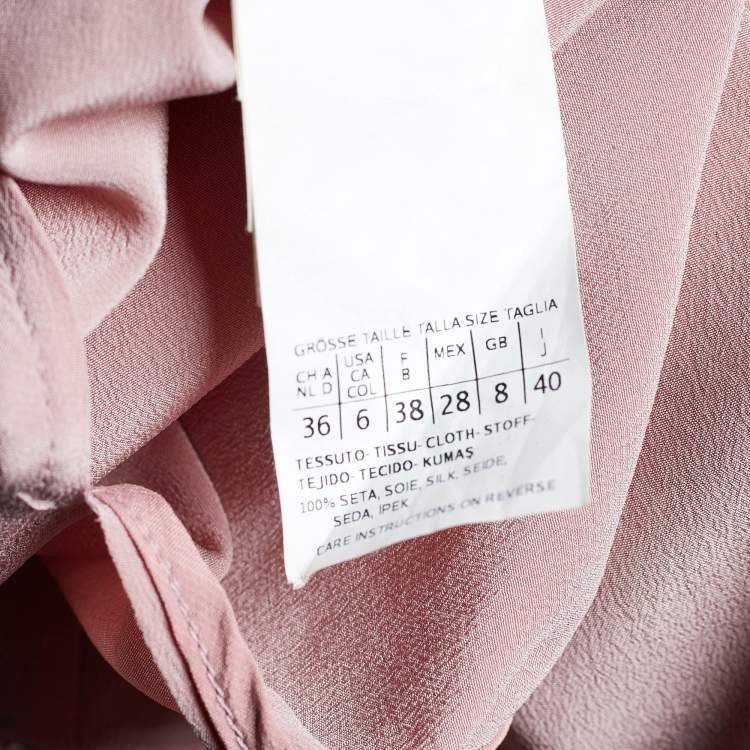 GRÖSSE TAILLE TALLA SIZE TAGLIA
CH A USA F MEX GB I
NL D CA B J
COL
36 6 38 28 8 40
TESSUTO-TISSU-CLOTH-STOFF-
TEJIDO-TECIDO-KUMAŞ
100% SETA, SOIE, SILK, SEIDE,
SEDA, IPEK
CARE INSTRUCTIONS ON REVERSE